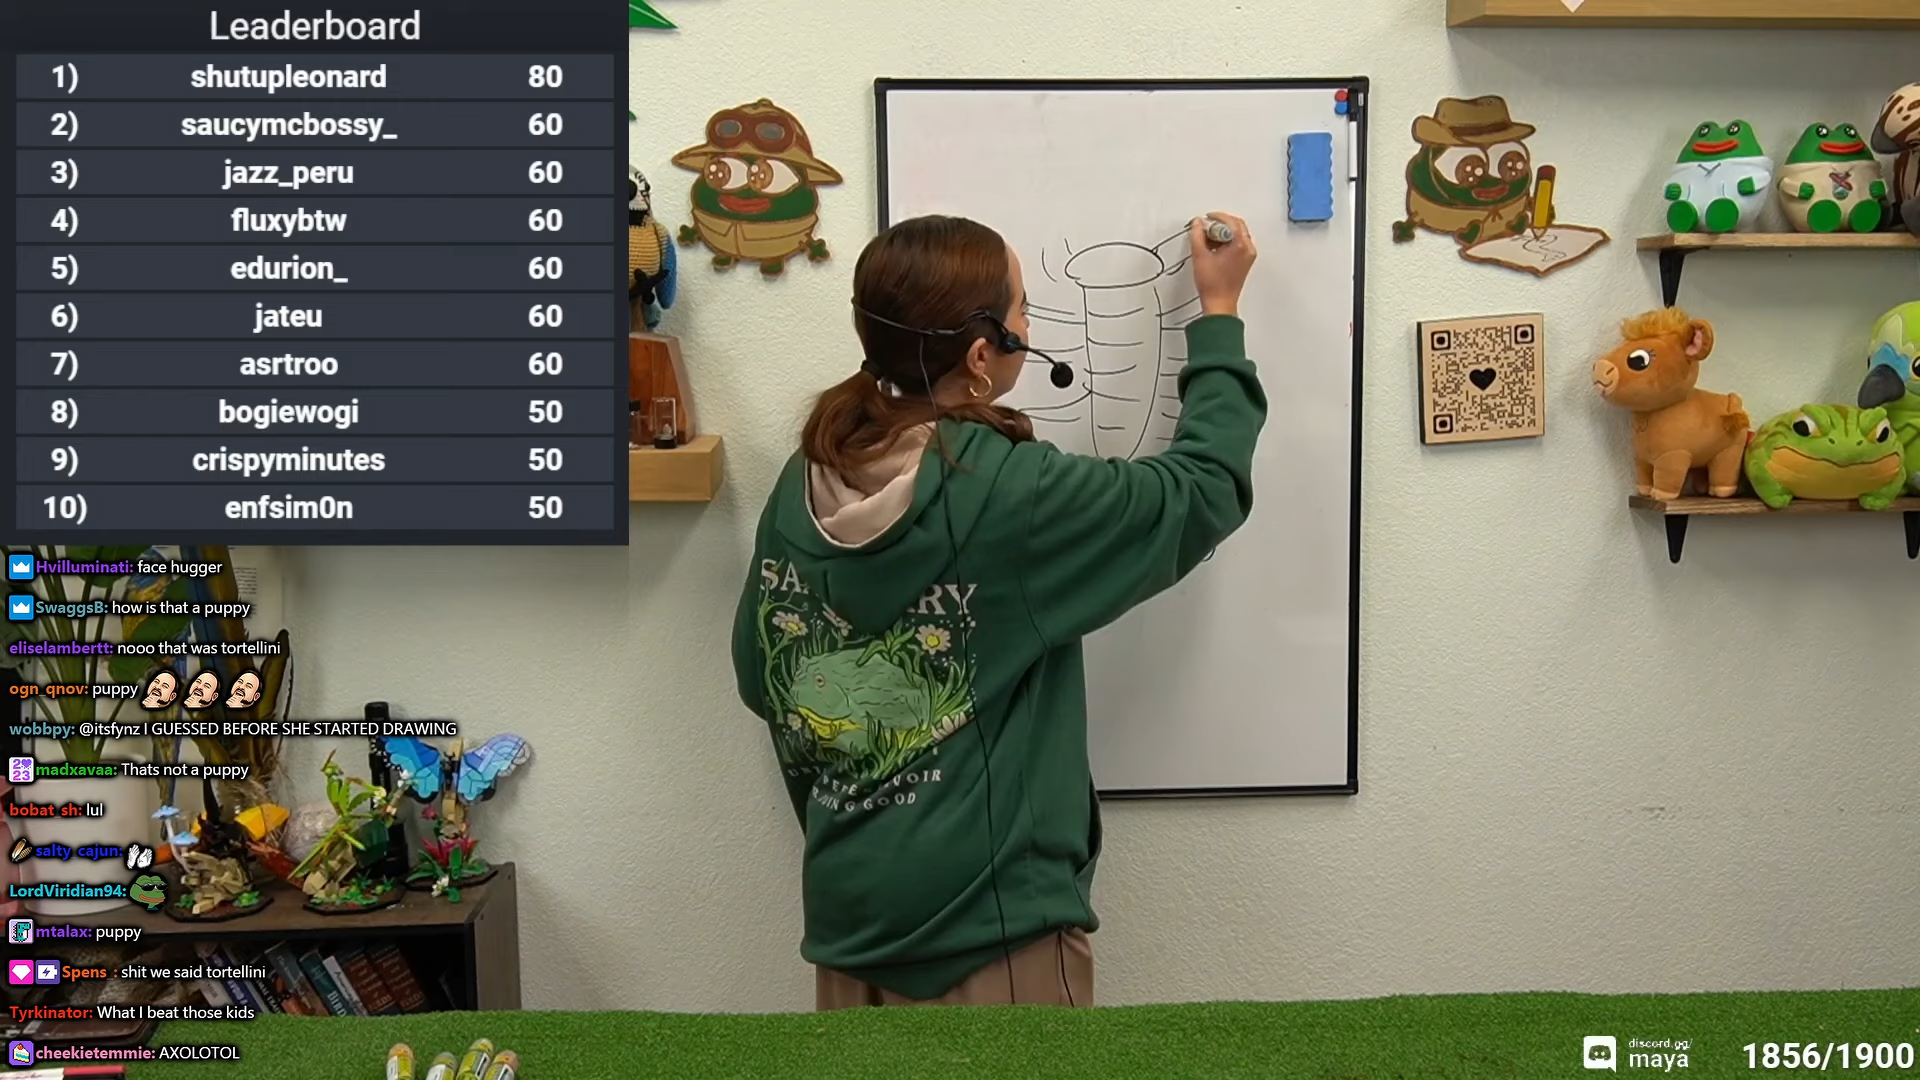 Leaderboard
1) shutupleonard 80
2) saucymcbossy_ 60
3) jazz_peru 60
4) fluxybtw 60
5) edurion_ 60
6) jateu 60
7) asrtroo 60
8) bogiewogi 50
9) crispyminutes 50
10) enfsim0n 50
Hvilluminati: face hugger
SwaggsB: how is that a puppy
eliselambertt: nooo that was tortellini
ogn_qnov: puppy
wobbpy: @itsfynz I GUESSED BEFORE SHE STARTED DRAWING
madxavaa: Thats not a puppy
bobat_sh: lul
salty_cajun:
LordViridian94:
mtalax: puppy
Spens : shit we said tortellini
Tyrkinator: What I beat those kids
cheekietemmie: AXOLOTOL
GOOD
discord.gg/
maya
1856/1900